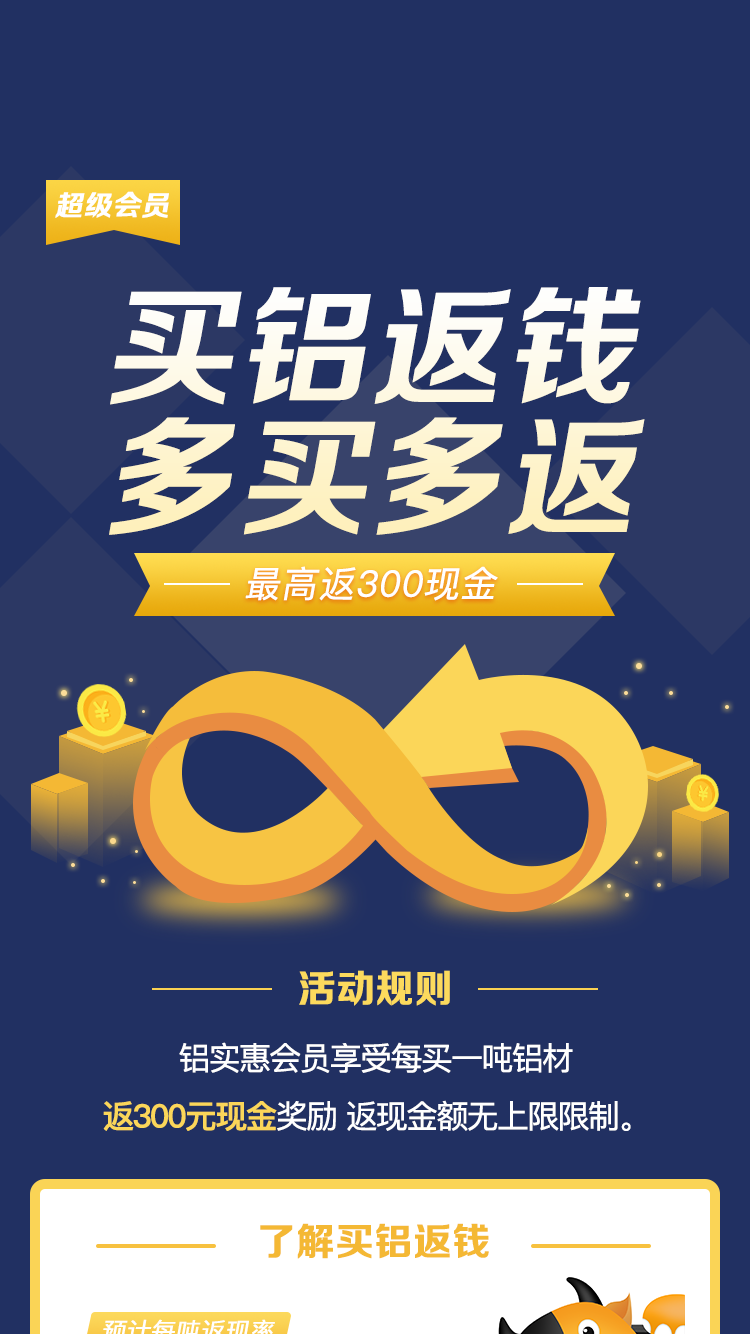 超级会员
买铝返钱
多买多返
最高返300现金
¥
¥
活动规则
铝实惠会员享受每买一吨铝材
返300元现金奖励 返现金额无上限限制。
了解买铝返钱
预计每吨返现率